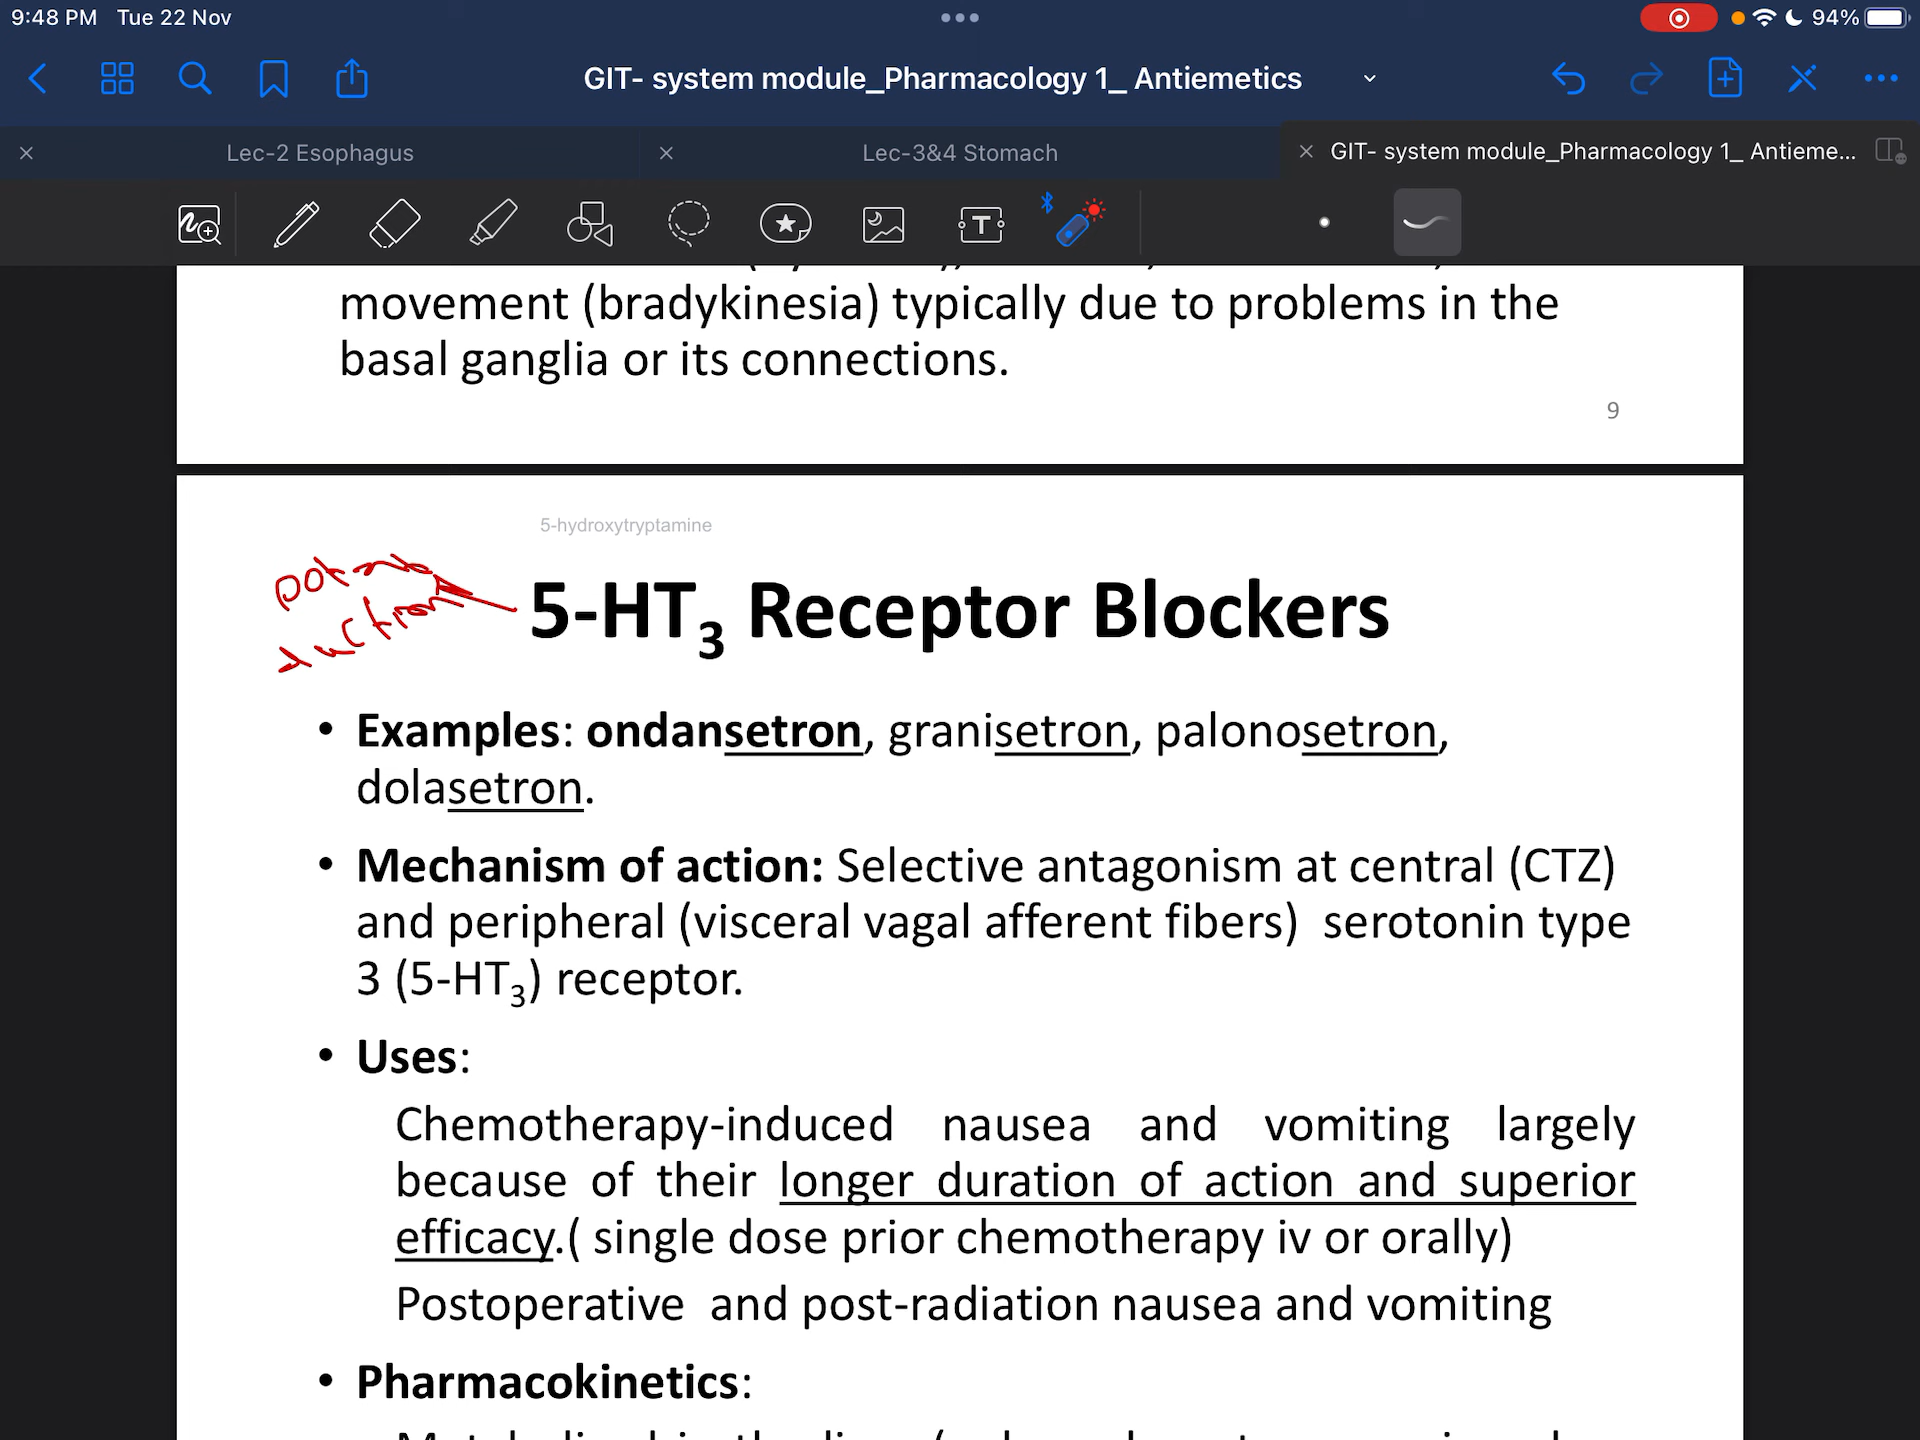 9:48 PM Tue 22 Nov
94%
GIT- system module_Pharmacology 1_ Antiemetics
Lec-2 Esophagus
Lec-3&4 Stomach
GIT- system module_Pharmacology 1_ Antieme...
movement (bradykinesia) typically due to problems in the
basal ganglia or its connections.
9
5-hydroxytryptamine
5-HT3 Receptor Blockers
• Examples: ondansetron, granisetron, palonosetron,
dolasetron.
• Mechanism of action: Selective antagonism at central (CTZ)
and peripheral (visceral vagal afferent fibers) serotonin type
3 (5-HT3) receptor.
• Uses:
Chemotherapy-induced nausea and vomiting largely
because of their longer duration of action and superior
efficacy.( single dose prior chemotherapy iv or orally)
Postoperative and post-radiation nausea and vomiting
• Pharmacokinetics: